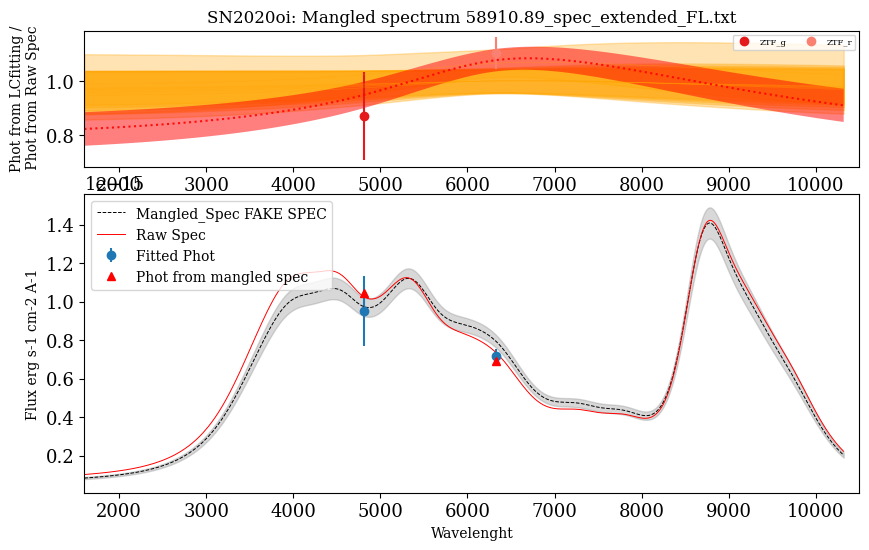 SN2020oi: Mangled spectrum 58910.89_spec_extended_FL.txt
Phot from LCfitting /
Phot from Raw Spec
1.0
0.8
ZTF_g
ZTF_r
2000 3000 4000 5000 6000 7000 8000 9000 10000
1e−15
Flux erg s-1 cm-2 A-1
1.4
1.2
1.0
0.8
0.6
0.4
0.2
Mangled_Spec FAKE SPEC
Raw Spec
Fitted Phot
Phot from mangled spec
2000 3000 4000 5000 6000 7000 8000 9000 10000
Wavelenght